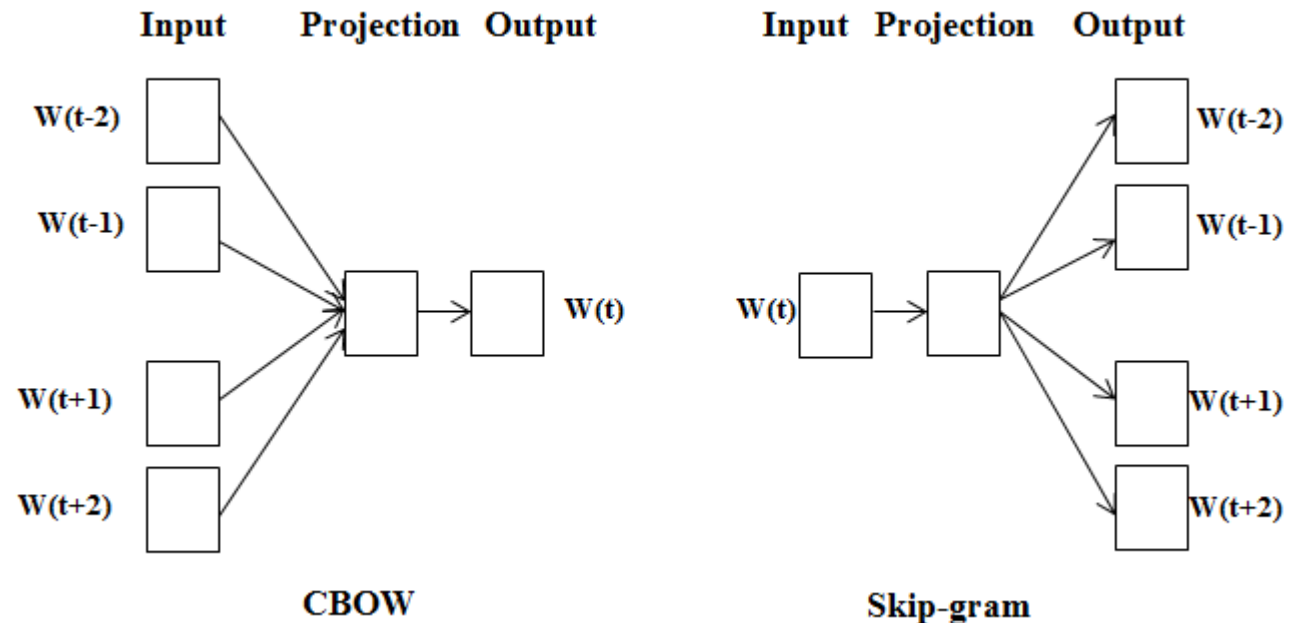 Input Projection Output Input Projection Output
W(t-2) W(t-2)
W(t-1) W(t-1)
W(t) W(t)
W(t+1) W(t+1)
W(t+2) W(t+2)
CBOW Skip-gram